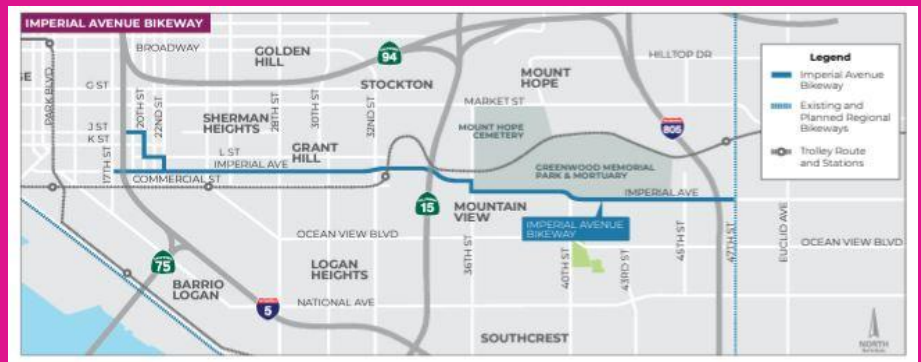 IMPERIAL AVENUE BIKEWAY
BROADWAY
GOLDEN
HILL
94
HILLTOP DR
STOCKTON
MOUNT
HOPE
GE
PARK BLVD
G ST
20TH ST
22ND ST
28TH ST
30TH ST
32ND ST
MARKET ST
SHERMAN
HEIGHTS
J ST
K ST
MOUNT HOPE
CEMETERY
805
GRANT
HILL
L ST
IMPERIAL AVE
17TH ST
COMMERCIAL ST
GREENWOOD MEMORIAL
PARK & MORTUARY
IMPERIAL AVE
15
MOUNTAIN
VIEW
IMPERIAL AVENUE
BIKEWAY
OCEAN VIEW BLVD
36TH ST
40TH ST
43RD ST
45TH ST
47TH ST
EUCLID AVE
OCEAN VIEW BLVD
75
BARRIO
LOGAN
LOGAN
HEIGHTS
5
NATIONAL AVE
SOUTHCREST
Legend
Imperial Avenue
Bikeway
Existing and
Planned Regional
Bikeways
Trolley Route
and Stations
NORTH